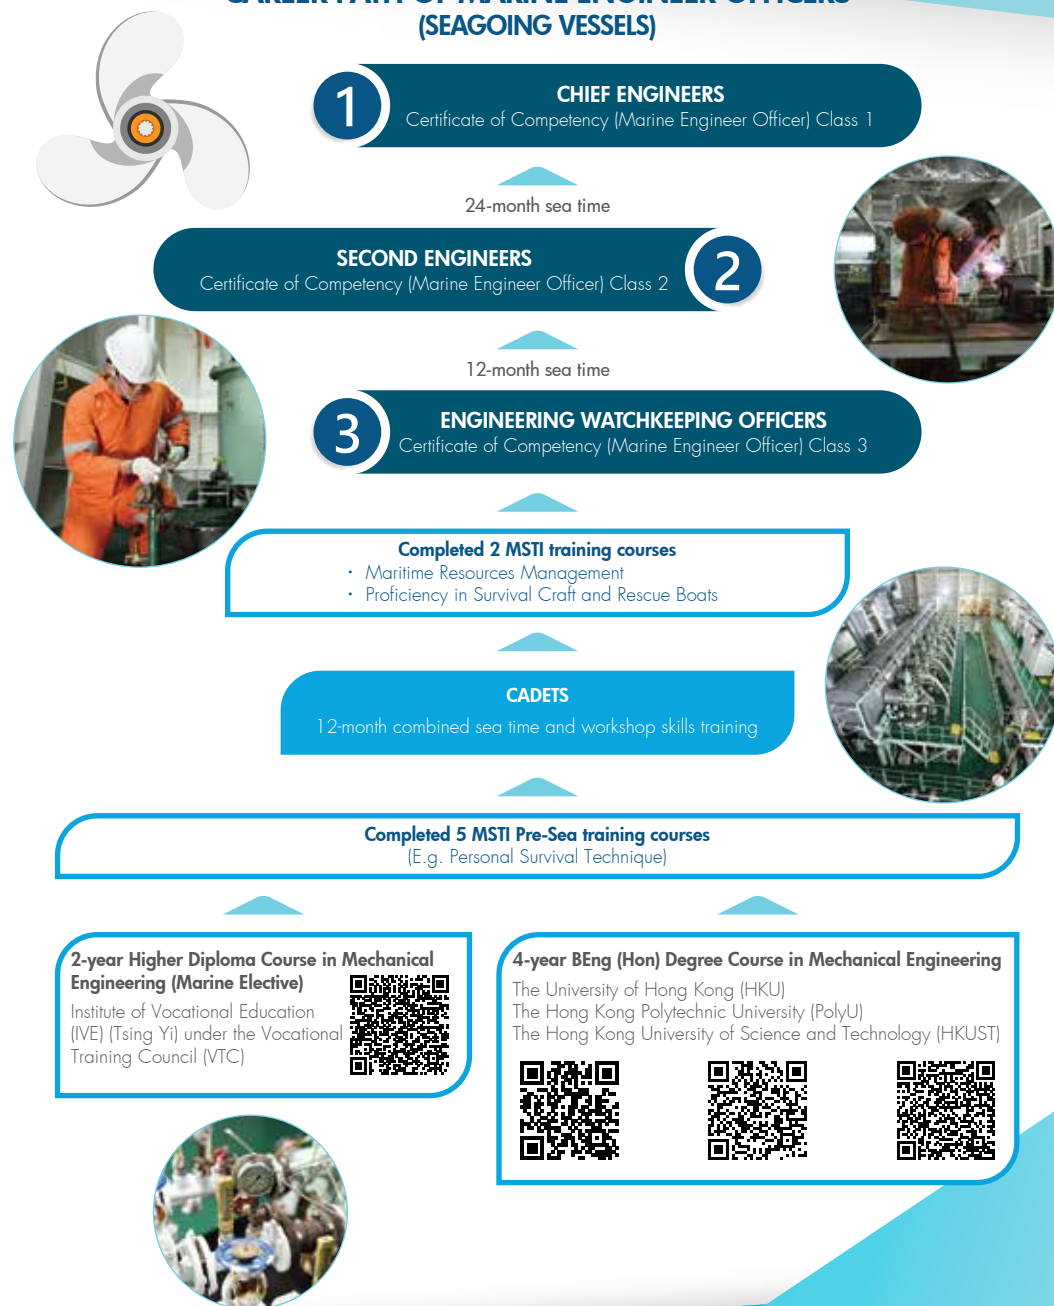 CAREER PATH OF MARINE ENGINEER OFFICERS
(SEAGOING VESSELS)
1
CHIEF ENGINEERS
Certificate of Competency (Marine Engineer Officer) Class 1
24-month sea time
SECOND ENGINEERS
Certificate of Competency (Marine Engineer Officer) Class 2
2
12-month sea time
3
ENGINEERING WATCHKEEPING OFFICERS
Certificate of Competency (Marine Engineer Officer) Class 3
Completed 2 MSTI training courses
· Maritime Resources Management
· Proficiency in Survival Craft and Rescue Boats
CADETS
12-month combined sea time and workshop skills training
Completed 5 MSTI Pre-Sea training courses
(E.g. Personal Survival Technique)
2-year Higher Diploma Course in Mechanical
Engineering (Marine Elective)
Institute of Vocational Education
(IVE) (Tsing Yi) under the Vocational
Training Council (VTC)
4-year BEng (Hon) Degree Course in Mechanical Engineering
The University of Hong Kong (HKU)
The Hong Kong Polytechnic University (PolyU)
The Hong Kong University of Science and Technology (HKUST)